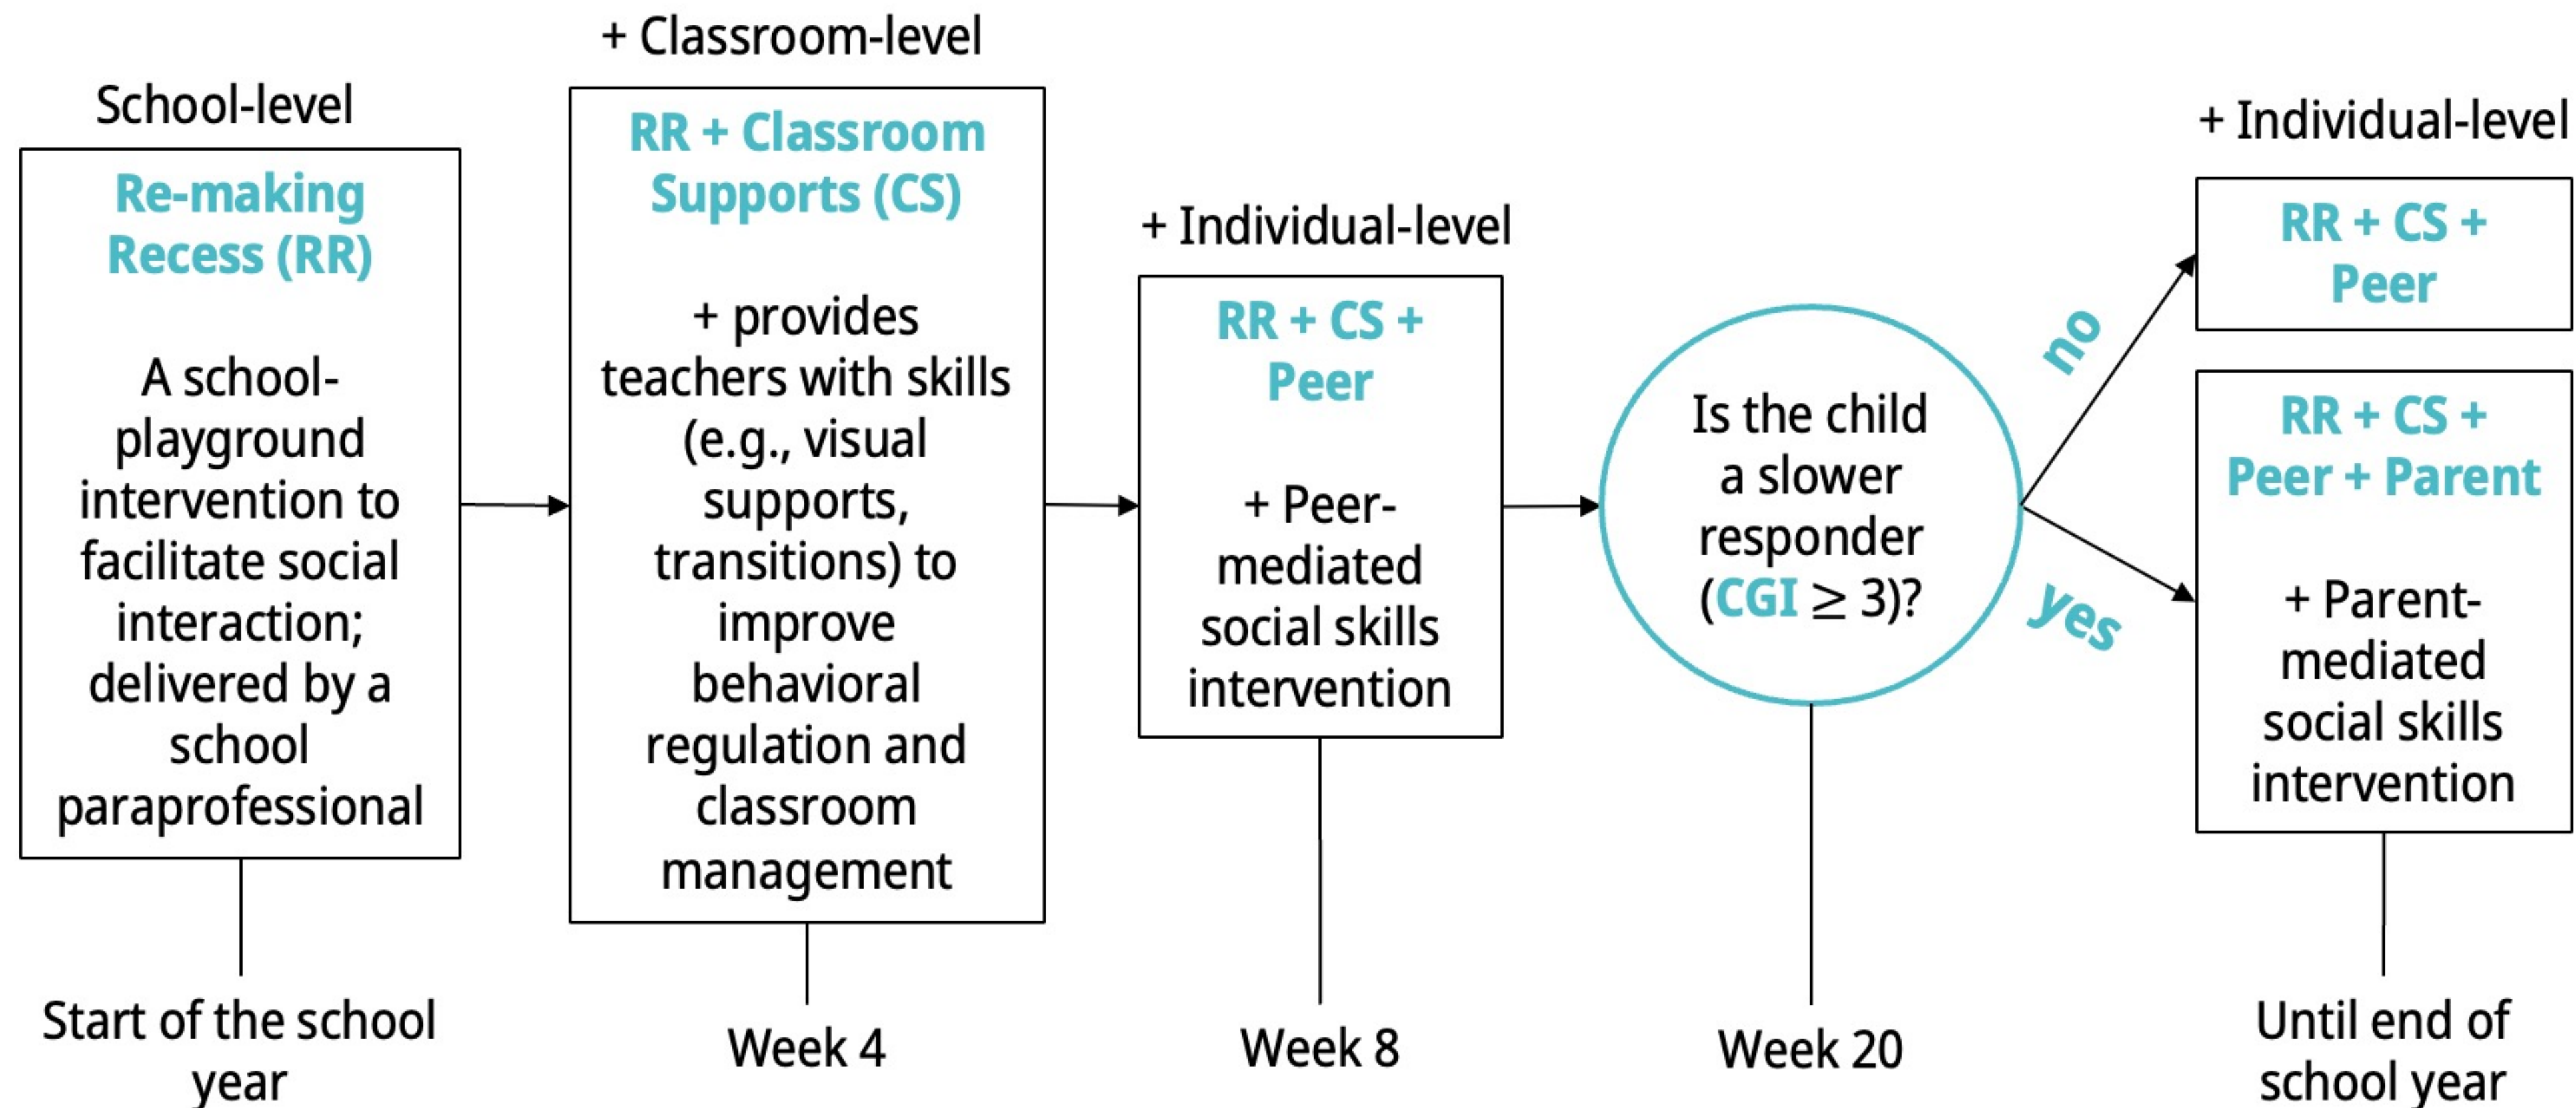 School-level
Re-making
Recess (RR)
A school-
playground
intervention to
facilitate social
interaction;
delivered by a
school
paraprofessional
Start of the school
year
+ Classroom-level
RR + Classroom
Supports (CS)
+ provides
teachers with skills
(e.g., visual
supports,
transitions) to
improve
behavioral
regulation and
classroom
management
Week 4
+ Individual-level
RR + CS +
Peer
+ Peer-
mediated
social skills
intervention
Week 8
Is the child
a slower
responder
(CGI ≥ 3)?
Week 20
no
yes
+ Individual-level
RR + CS +
Peer
RR + CS +
Peer + Parent
+ Parent-
mediated
social skills
intervention
Until end of
school year